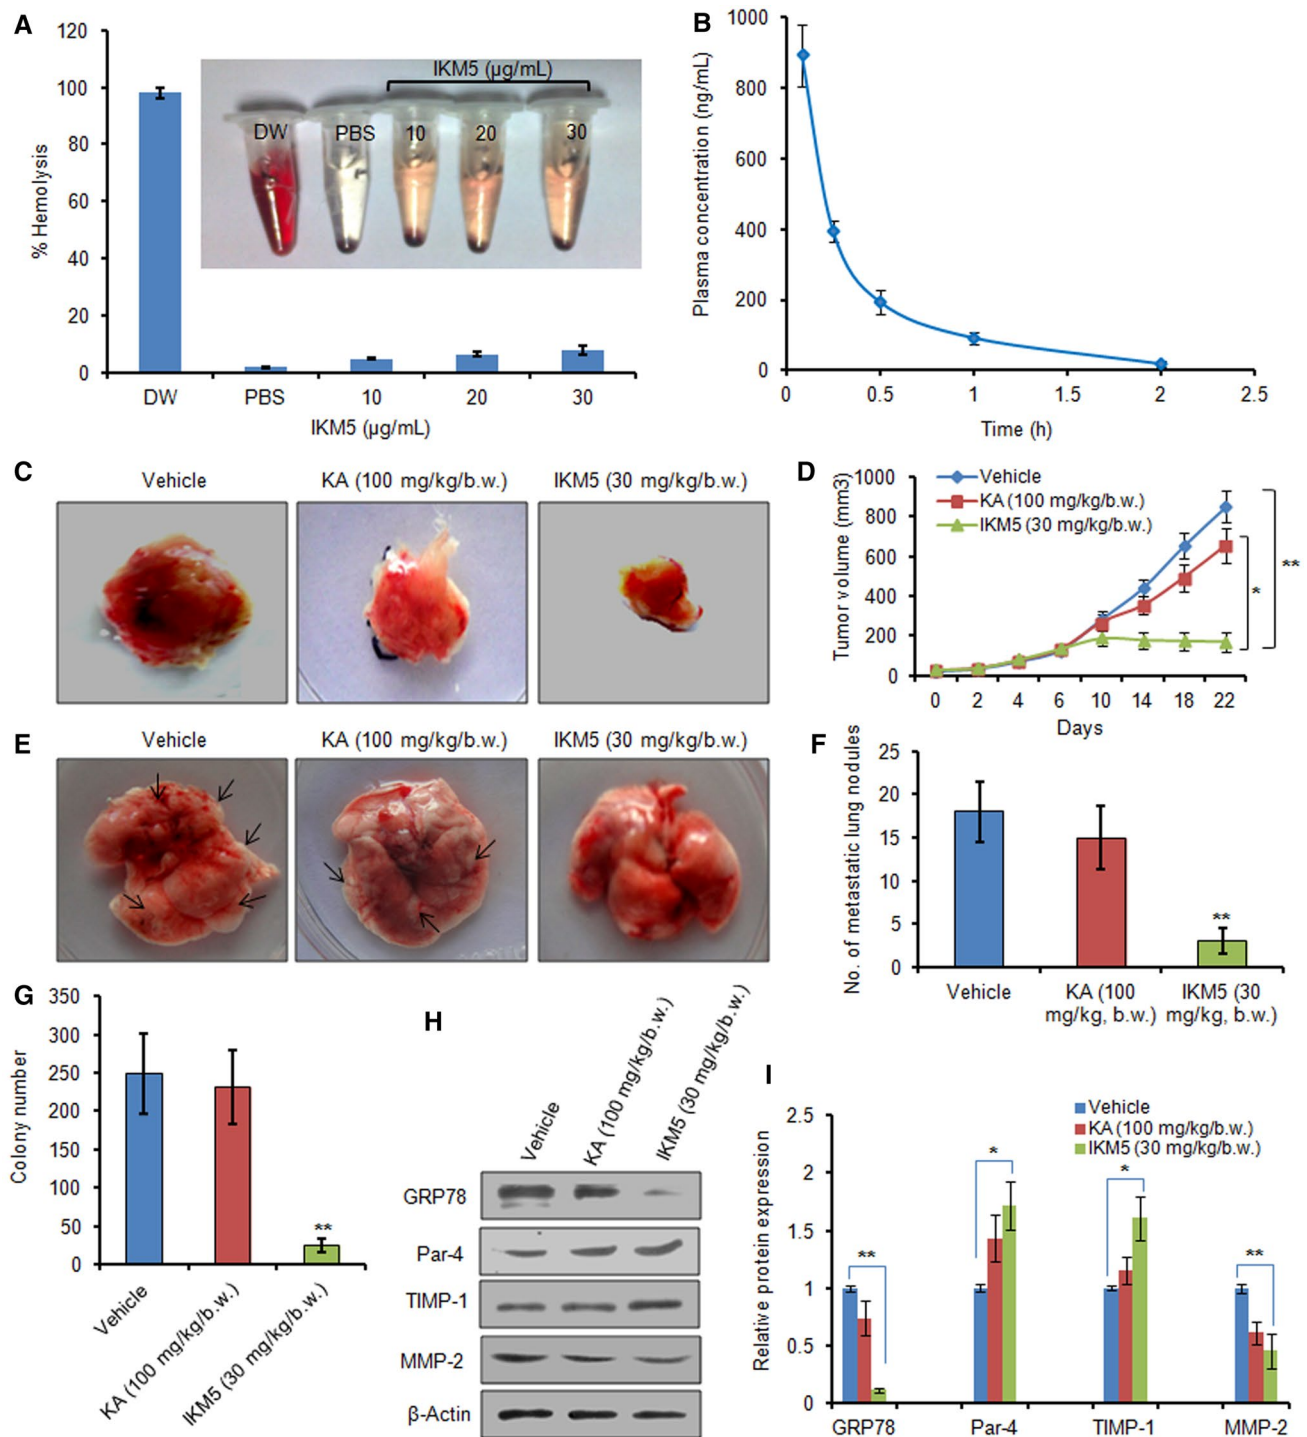 A
120
100
80
60
40
20
0
% Hemolysis
IKM5 (µg/mL)
DW PBS 10 20 30
DW PBS 10 20 30
IKM5 (µg/mL)
B
1000
800
600
400
200
0
Plasma concentration (ng/mL)
0 0.5 1 1.5 2 2.5
Time (h)
C
Vehicle KA (100 mg/kg/b.w.) IKM5 (30 mg/kg/b.w.)
D
1000
800
600
400
200
0
Tumor volume (mm3)
Vehicle
KA (100 mg/kg/b.w.)
IKM5 (30 mg/kg/b.w.)
*
**
0 2 4 6 10 14 18 22
Days
E
Vehicle KA (100 mg/kg/b.w.) IKM5 (30 mg/kg/b.w.)
F
25
20
15
10
5
0
No. of metastatic lung nodules
**
Vehicle
KA (100
mg/kg, b.w.)
IKM5 (30
mg/kg, b.w.)
G
350
300
250
200
150
100
50
0
Colony number
**
Vehicle
KA (100 mg/kg/b.w.)
IKM5 (30 mg/kg/b.w.)
H
Vehicle
KA (100 mg/kg/b.w.)
IKM5 (30 mg/kg/b.w.)
GRP78
Par-4
TIMP-1
MMP-2
β-Actin
I
2.5
2
1.5
1
0.5
0
Relative protein expression
Vehicle
KA (100 mg/kg/b.w.)
IKM5 (30 mg/kg/b.w.)
**
*
*
**
GRP78 Par-4 TIMP-1 MMP-2